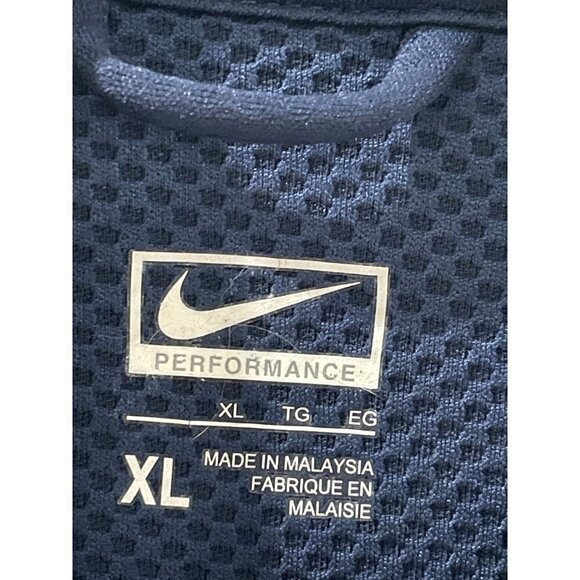 PERFORMANCE
XL TG EG
XL
MADE IN MALAYSIA
FABRIQUE EN
MALAISIE